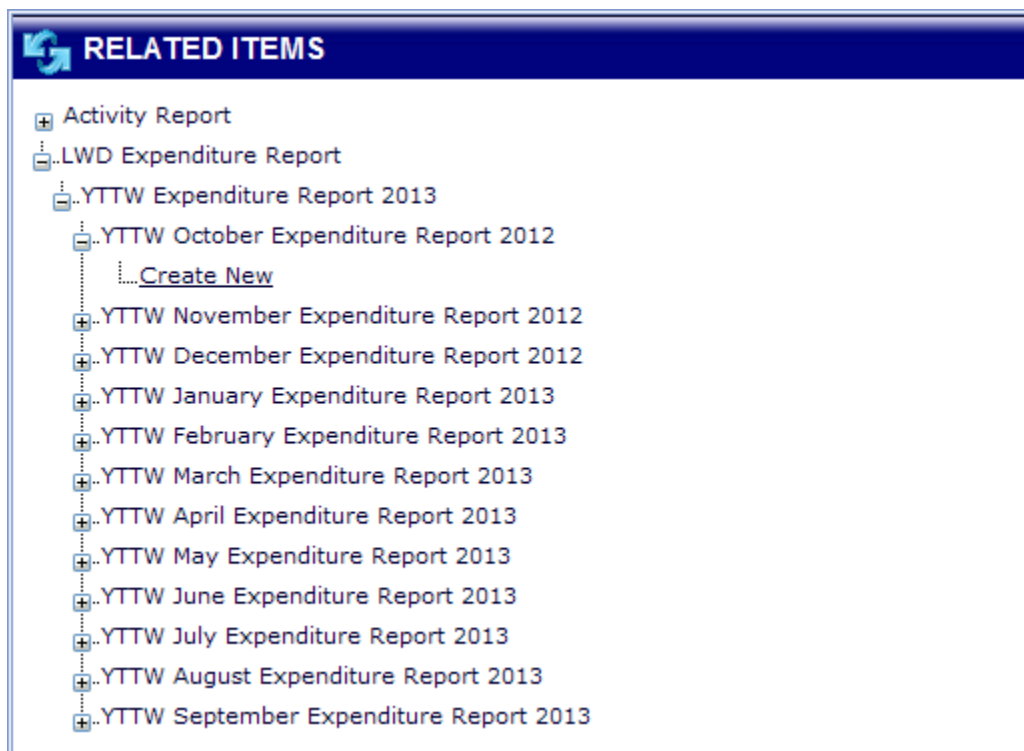 RELATED ITEMS
Activity Report
LWD Expenditure Report
YTTW Expenditure Report 2013
YTTW October Expenditure Report 2012
Create New
YTTW November Expenditure Report 2012
YTTW December Expenditure Report 2012
YTTW January Expenditure Report 2013
YTTW February Expenditure Report 2013
YTTW March Expenditure Report 2013
YTTW April Expenditure Report 2013
YTTW May Expenditure Report 2013
YTTW June Expenditure Report 2013
YTTW July Expenditure Report 2013
YTTW August Expenditure Report 2013
YTTW September Expenditure Report 2013